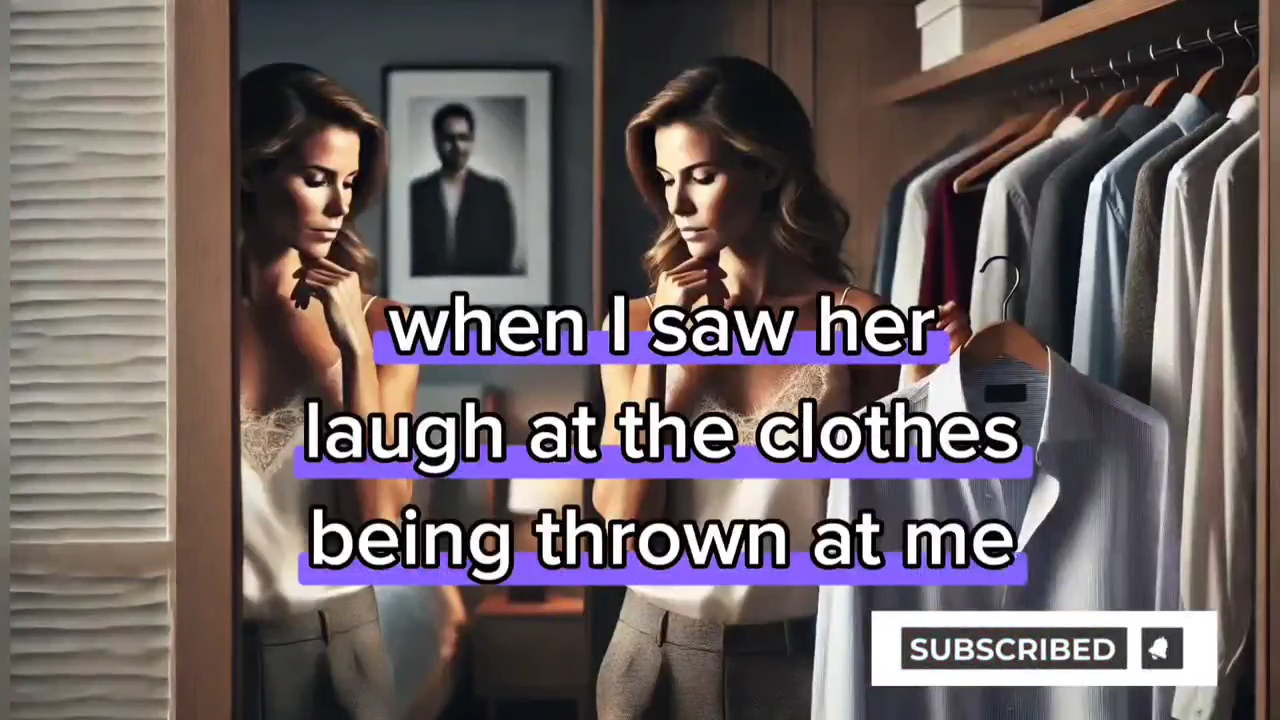 when I saw her
laugh at the clothes
being thrown at me
SUBSCRIBED